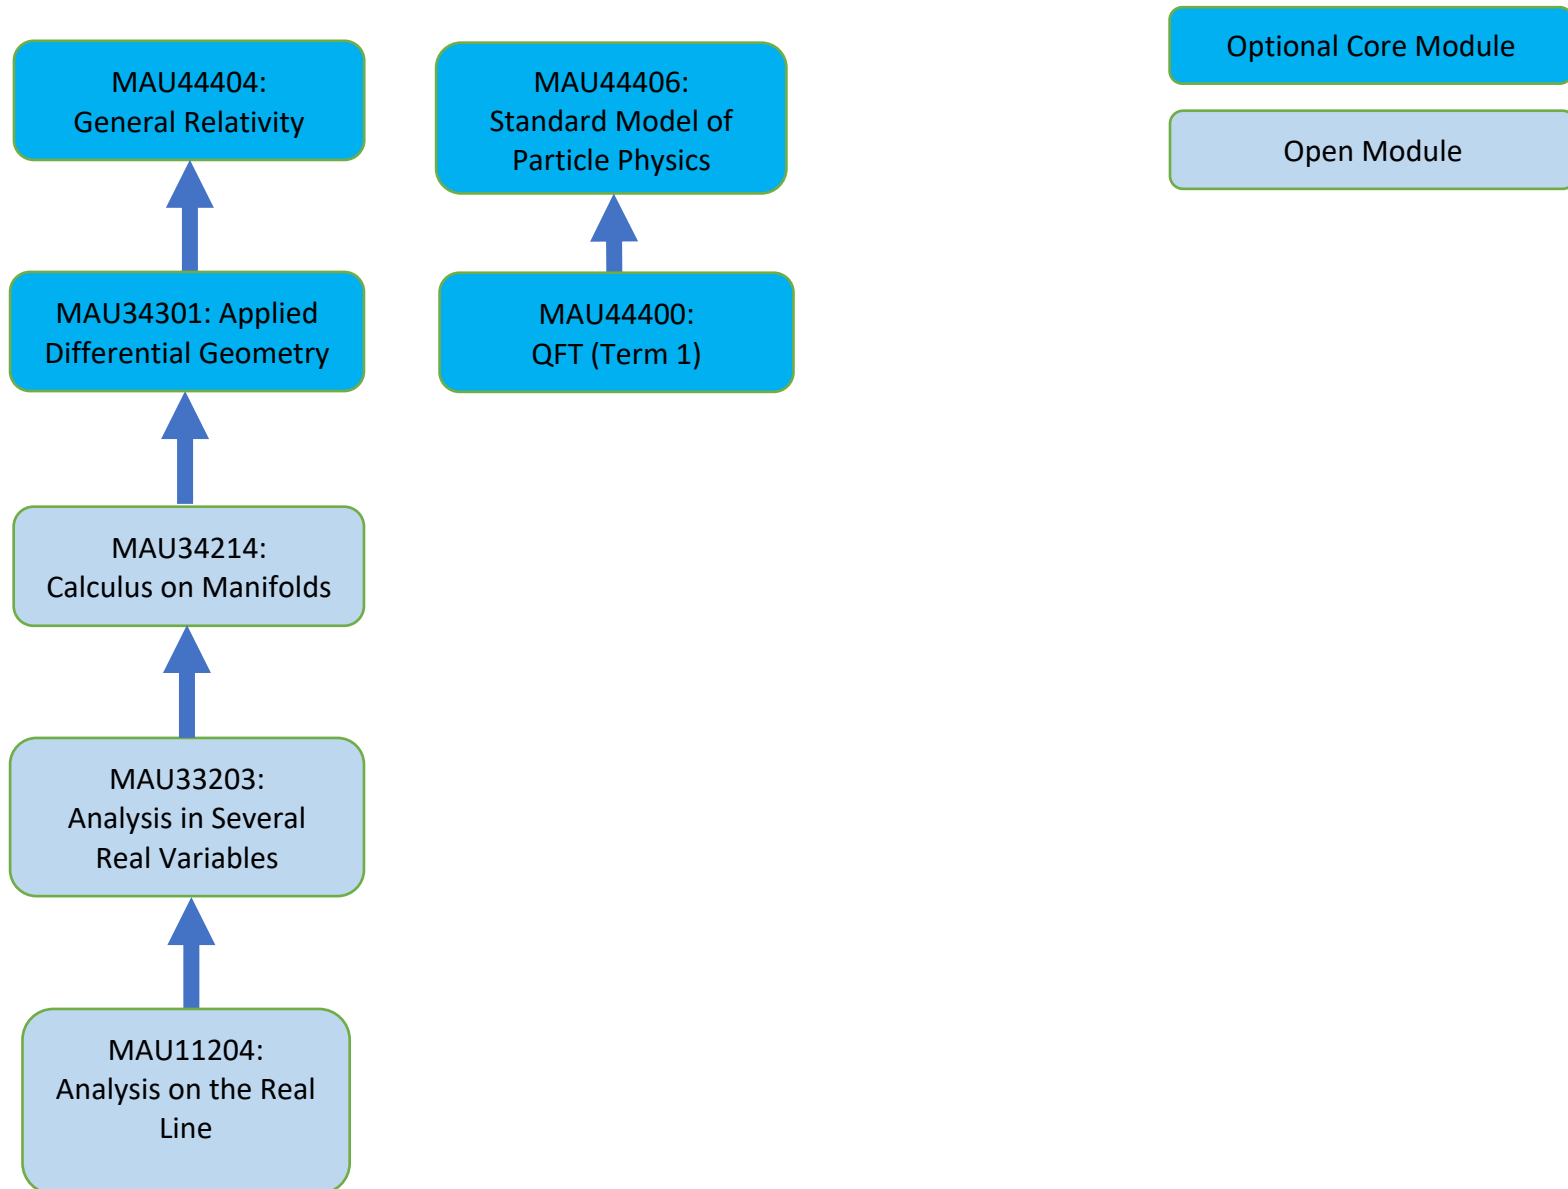 MAU44404:
General Relativity
MAU44406:
Standard Model of
Particle Physics
Optional Core Module
Open Module
MAU34301: Applied
Differential Geometry
MAU44400:
QFT (Term 1)
MAU34214:
Calculus on Manifolds
MAU33203:
Analysis in Several
Real Variables
MAU11204:
Analysis on the Real
Line